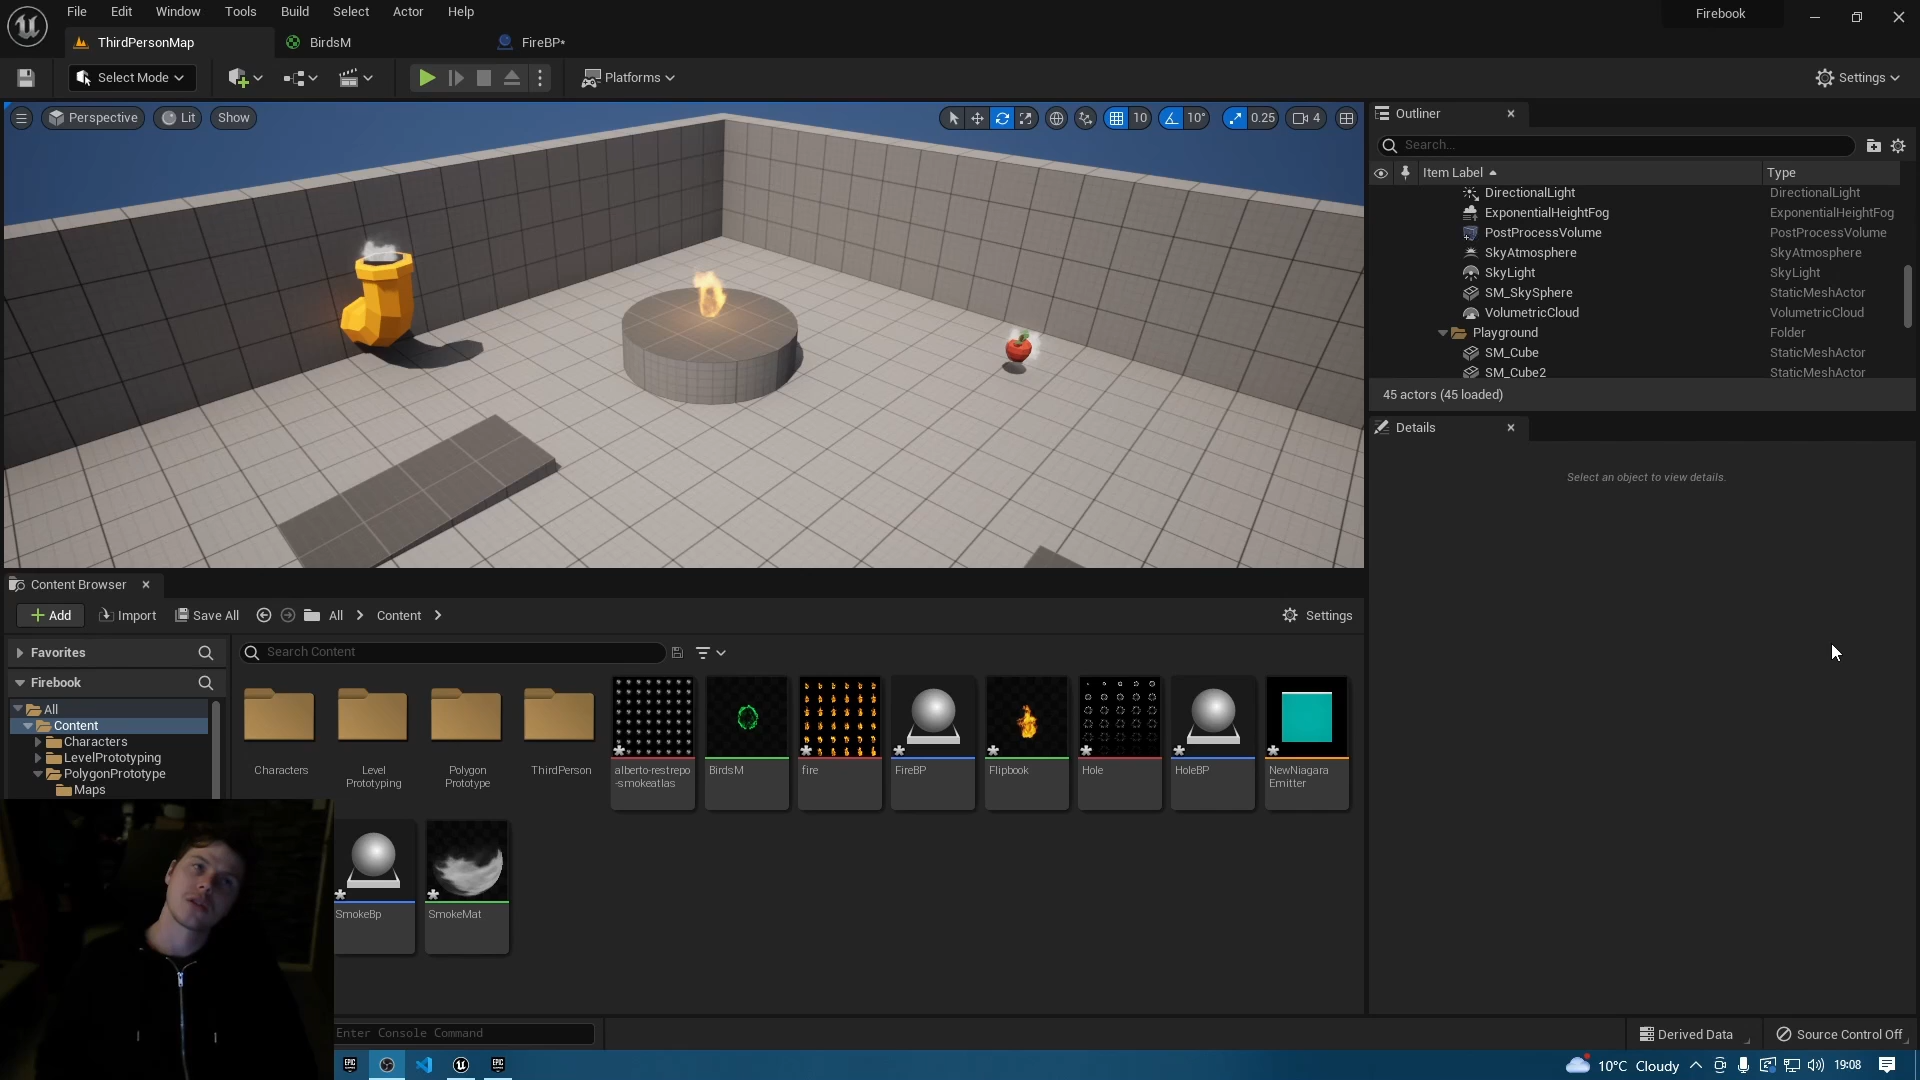 File Edit Window Tools Build Select Actor Help
Firebook
ThirdPersonMap
BirdsM
FireBP*
Select Mode
Platforms
Settings
Perspective
Lit
Show
10
10°
0.25
4
Outliner
Search...
Item Label
Type
DirectionalLight DirectionalLight
ExponentialHeightFog ExponentialHeightFog
PostProcessVolume PostProcessVolume
SkyAtmosphere SkyAtmosphere
SkyLight SkyLight
SM_SkySphere StaticMeshActor
VolumetricCloud VolumetricCloud
Playground Folder
SM_Cube StaticMeshActor
SM_Cube2 StaticMeshActor
45 actors (45 loaded)
Details
Select an object to view details.
Content Browser
Add
Import
Save All
All
Content
Settings
Favorites
Search Content
Firebook
All
Content
Characters
LevelPrototyping
PolygonPrototype
Maps
Characters
Level
Prototyping
Polygon
Prototype
ThirdPerson
alberto-restrepo
-smokeatlas
BirdsM
fire
FireBP
Flipbook
Hole
HoleBP
NewNiagara
Emitter
SmokeBp
SmokeMat
Enter Console Command
Derived Data
Source Control Off
EPIC
EPIC
10°C Cloudy
19:08